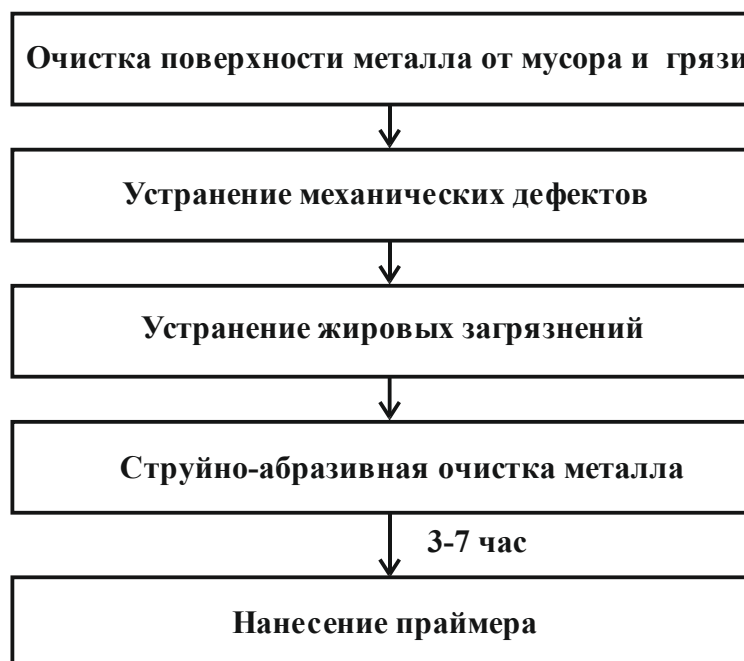 Очистка поверхности металла от мусора и грязи
Устранение механических дефектов
Устранение жировых загрязнений
Струйно-абразивная очистка металла
3-7 час
Нанесение праймера